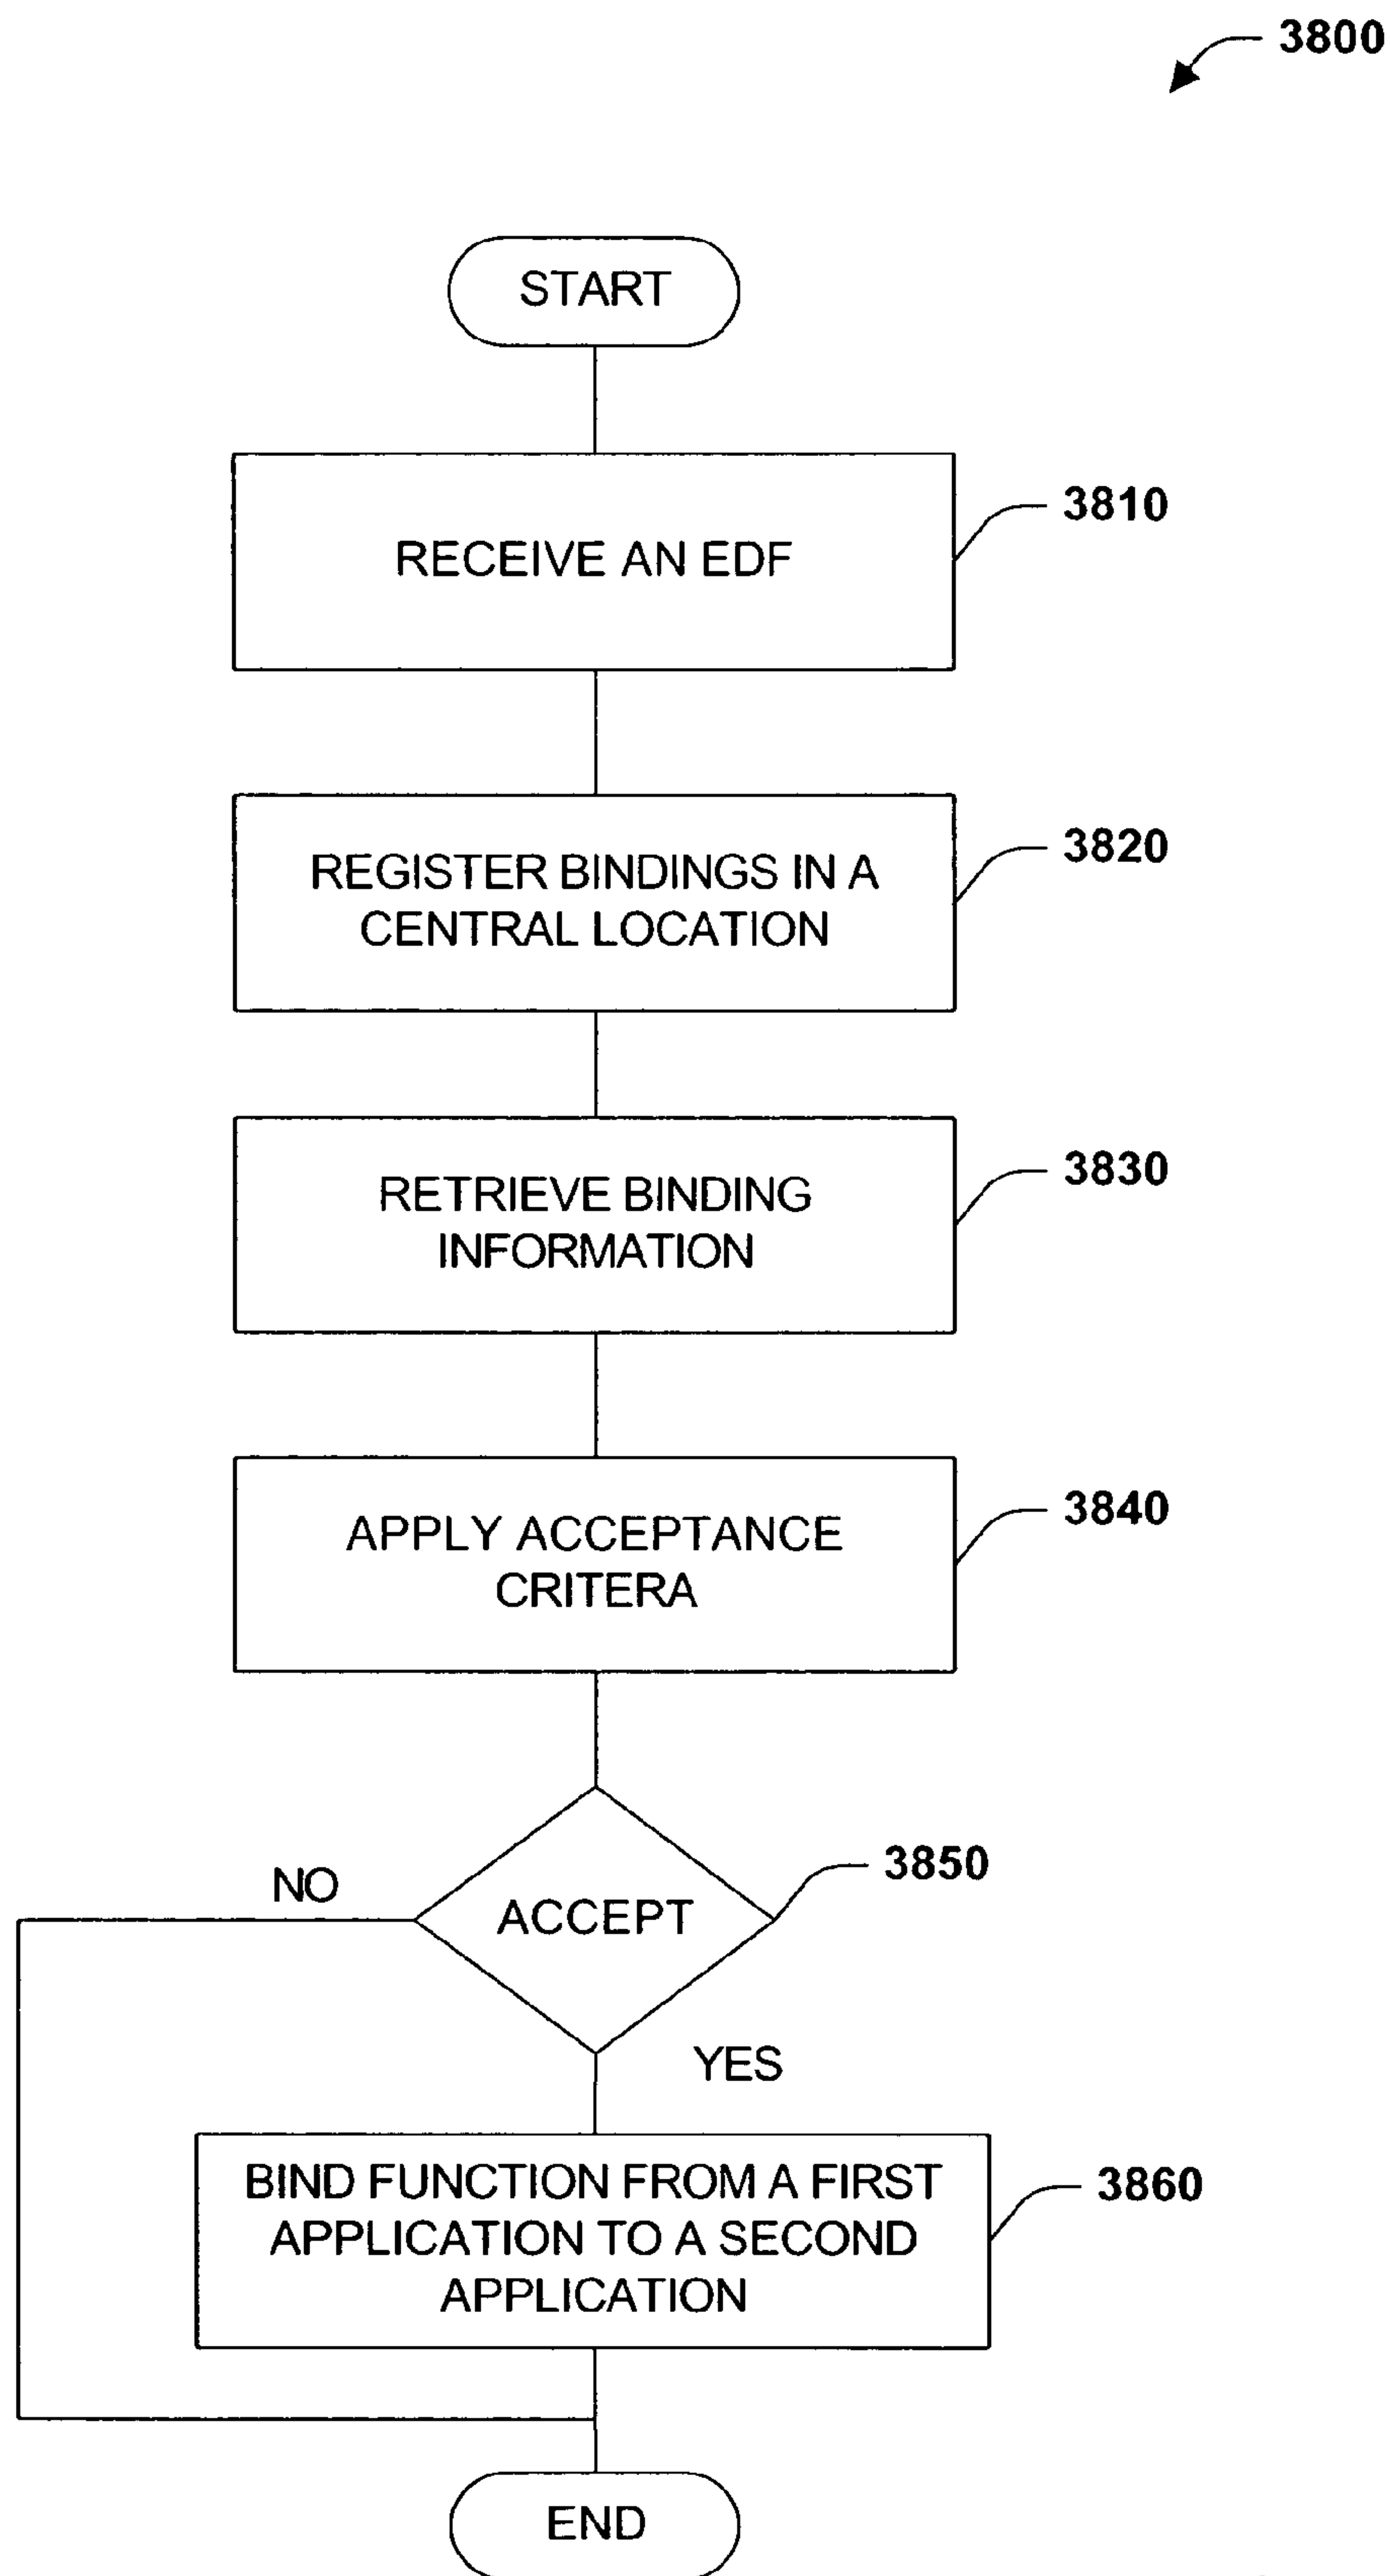 3800
START
RECEIVE AN EDF
3810
REGISTER BINDINGS IN A
CENTRAL LOCATION
3820
RETRIEVE BINDING
INFORMATION
3830
APPLY ACCEPTANCE
CRITERA
3840
ACCEPT
3850
NO
YES
BIND FUNCTION FROM A FIRST
APPLICATION TO A SECOND
APPLICATION
3860
END